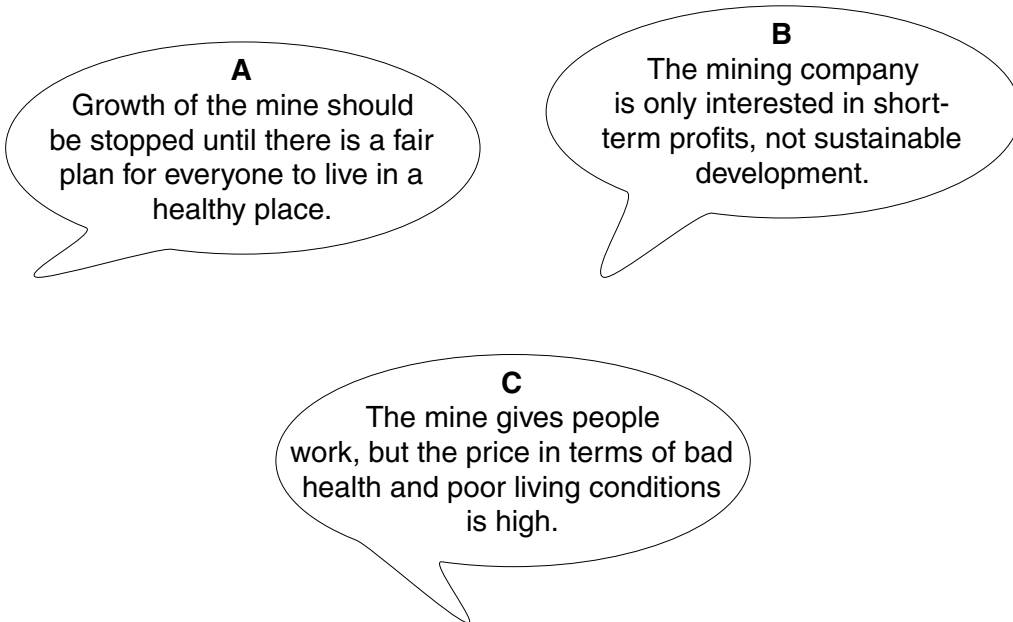 A
Growth of the mine should
be stopped until there is a fair
plan for everyone to live in a
healthy place.
B
The mining company
is only interested in short-
term profits, not sustainable
development.
C
The mine gives people
work, but the price in terms of bad
health and poor living conditions
is high.